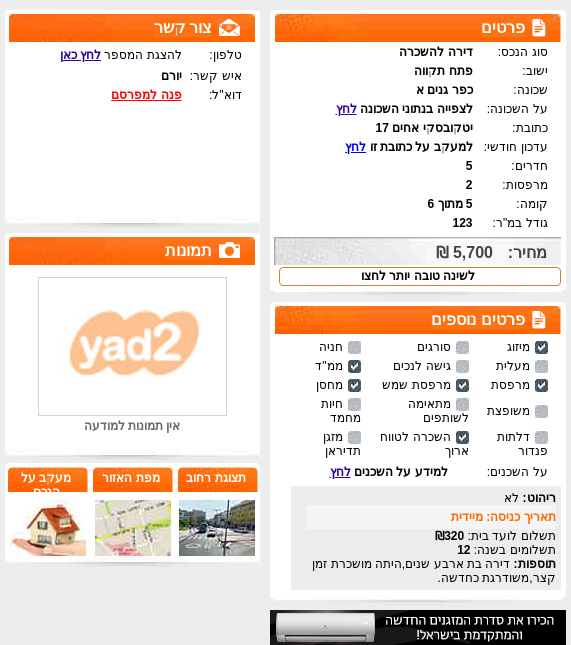 פרטים
סוג הנכס: דירה להשכרה
ישוב: פתח תקווה
שכונה: כפר גנים א
על השכונה: לצפייה בנתוני השכונה לחץ
כתובת: יטקובסקי אחים 17
עדכון חודשי: למעקב על כתובת זו לחץ
חדרים: 5
מרפסות: 2
קומה: 5 מתוך 6
גודל במ"ר: 123
מחיר: 5,700 ₪
לשינה טובה יותר לחצו
פרטים נוספים
מיזוג סורגים חניה
מעלית גישה לנכים ממ"ד
מרפסת מרפסת שמש מחסן
משופצת מתאימה לשותפים חיות מחמד
דלתות פנדור השכרה לטווח ארוך מזגן תדיראן
על השכנים: למידע על השכנים לחץ
ריהוט: לא
תאריך כניסה: מיידית
תשלום לועד בית: 320₪
תשלומים בשנה: 12
תוספות: דירה בת ארבע שנים,היתה מושכרת זמן
קצר,משודרגת כחדשה.
הכירו את סדרת המזגנים החדשה
והמתקדמת בישראל!
צור קשר
טלפון: להצגת המספר לחץ כאן
איש קשר: יורם
דוא"ל: פנה למפרסם
תמונות
yad2
אין תמונות למודעה
תצוגת רחוב
מפת האזור
מעקב על
הנכס